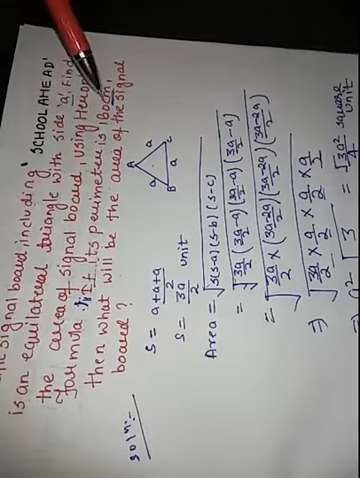 signal board including 'SCHOOL AHEAD'
is an equilateral triangle with side 'a'. Find
the area of signal board, using Heron's
formula. If its perimeter is 180cm,
then what will be the area of the signal
board?
Soln:-
A
a a
B a C
S = a+a+a/2
S = 3a/2 unit
Area = √s(s-a)(s-b)(s-c)
= √3a/2 (3a/2 -a)(3a/2 -a)(3a/2 -a)
= √3a/2 × (3a-2a/2)(3a-2a/2)(3a-2a/2)
⇒ √3a/2 × a/2 × a/2 × a/2
⇒ a² √3 = √3a²/4 square unit